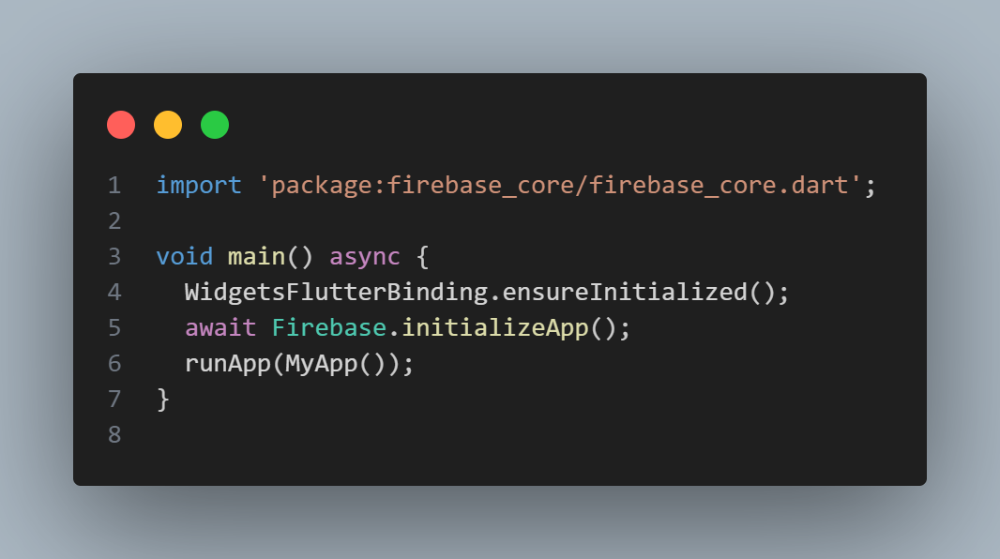 1 import 'package:firebase_core/firebase_core.dart';
2
3 void main() async {
4   WidgetsFlutterBinding.ensureInitialized();
5   await Firebase.initializeApp();
6   runApp(MyApp());
7 }
8